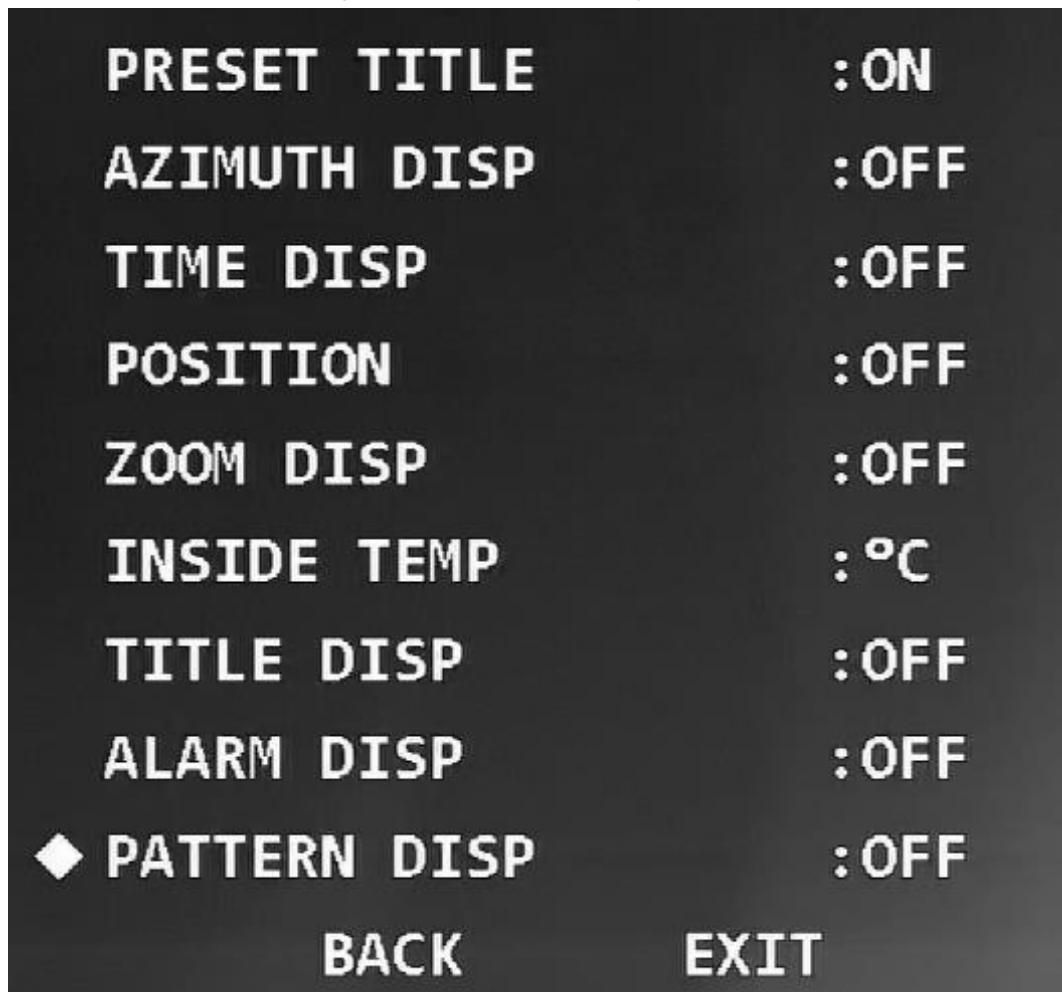 PRESET TITLE :ON
AZIMUTH DISP :OFF
TIME DISP :OFF
POSITION :OFF
ZOOM DISP :OFF
INSIDE TEMP :ºC
TITLE DISP :OFF
ALARM DISP :OFF
◆ PATTERN DISP :OFF
BACK EXIT